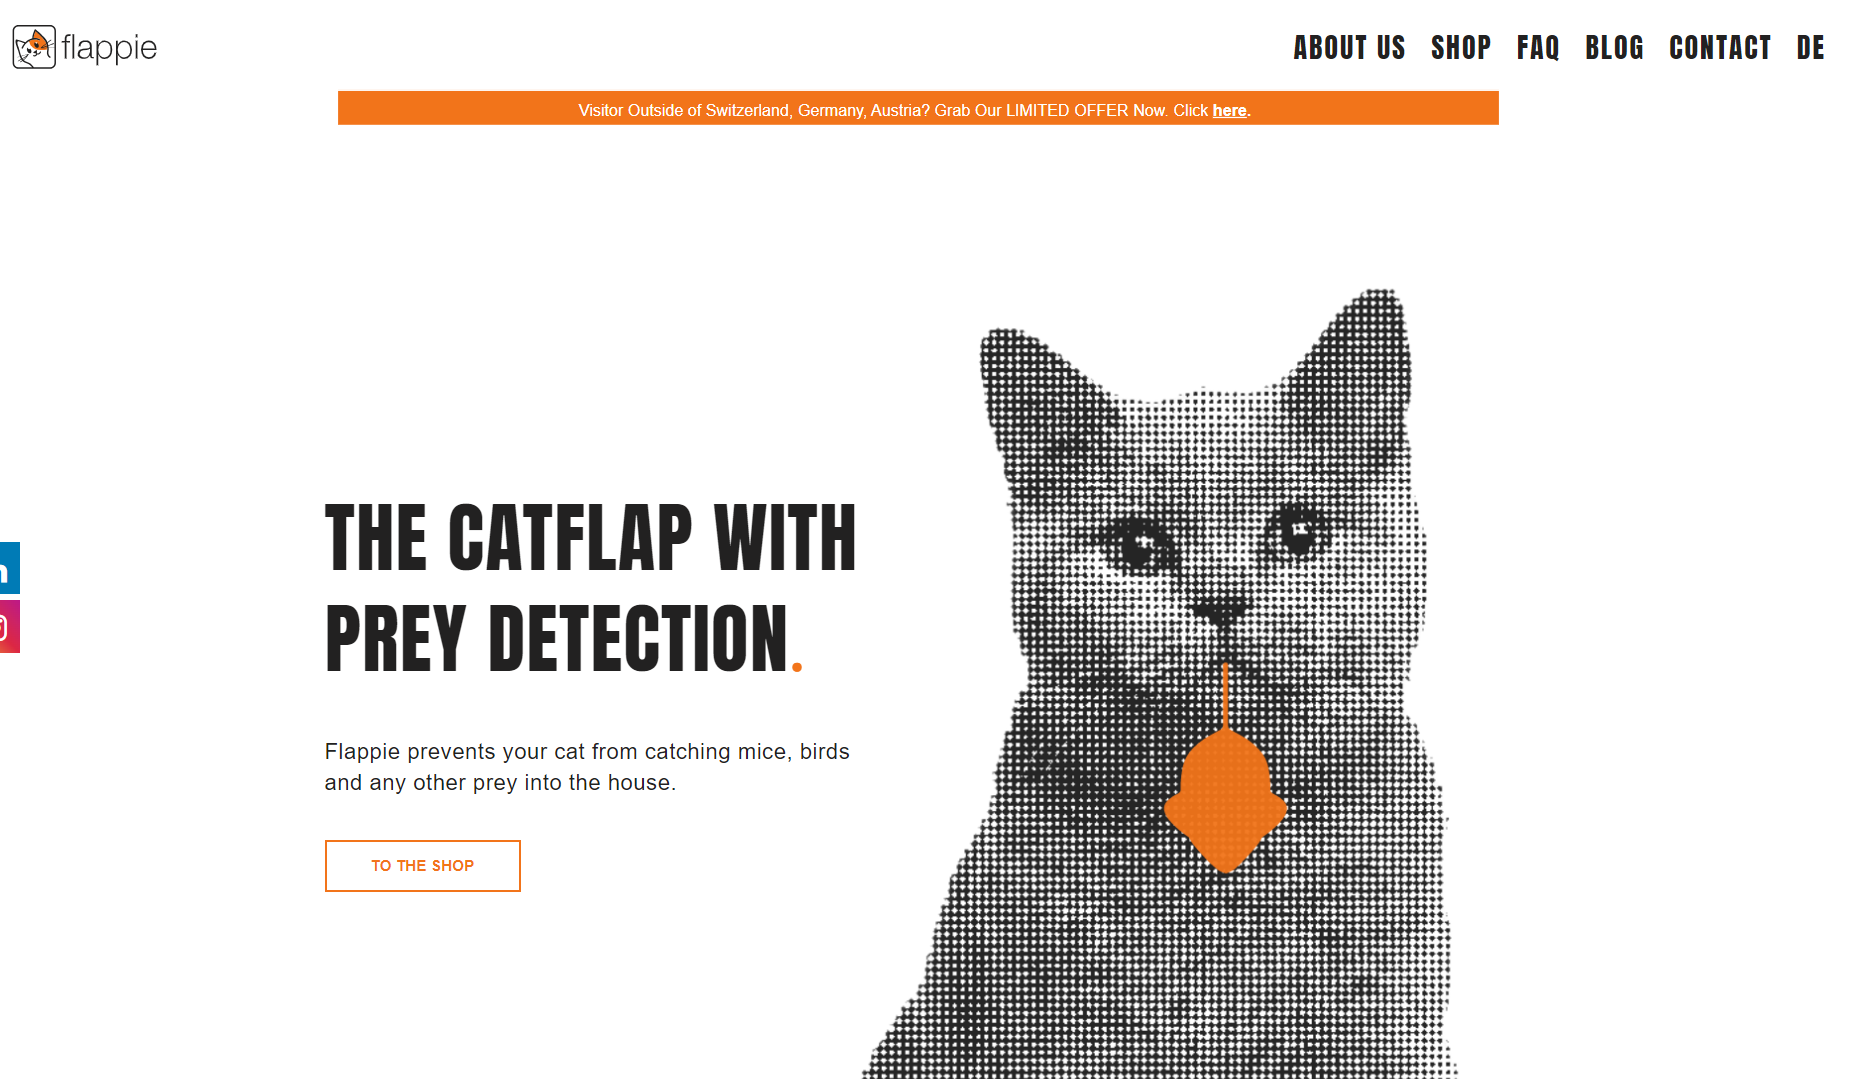 flappie
ABOUT US SHOP FAQ BLOG CONTACT DE
Visitor Outside of Switzerland, Germany, Austria? Grab Our LIMITED OFFER Now. Click here.
THE CATFLAP WITH
PREY DETECTION.
Flappie prevents your cat from catching mice, birds
and any other prey into the house.
TO THE SHOP